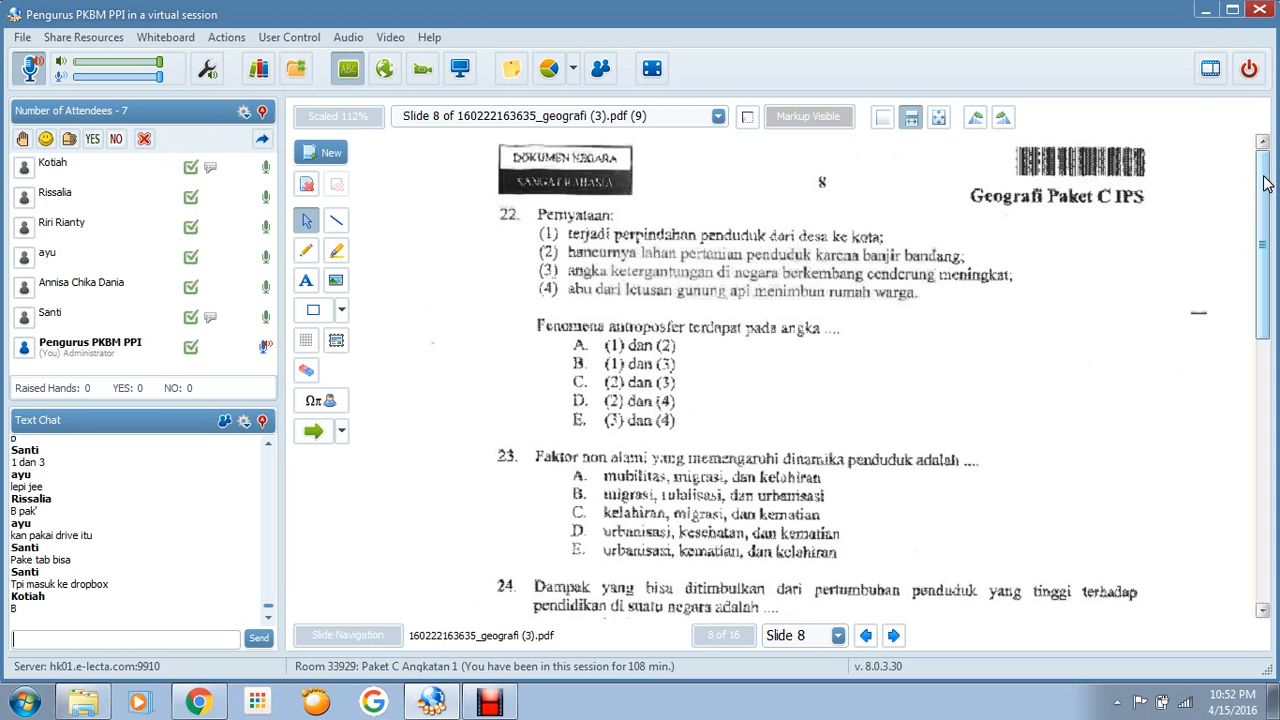 Pengurus PKBM PPI in a virtual session
File Share Resources Whiteboard Actions User Control Audio Video Help
Number of Attendees - 7
YES NO
Kotiah
Rissalia
Riri Rianty
ayu
Annisa Chika Dania
Santi
Pengurus PKBM PPI
(You) Administrator
Raised Hands: 0 YES: 0 NO: 0
Text Chat
Santi
1 dan 3
ayu
lepi jee
Rissalia
B pak'
ayu
kan pakai drive itu
Santi
Pake tab bisa
Santi
Tpi masuk ke dropbox
Kotiah
B
Send
Scaled 112%
Slide 8 of 160222163635_geografi (3).pdf (9)
Markup Visible
New
ABC
A
Ωπ
DOKUMEN NEGARA
SANGAT RAHASIA
8
Geografi Paket C IPS
22. Pernyataan:
(1) terjadi perpindahan penduduk dari desa ke kota;
(2) hancurnya lahan pertanian penduduk karena banjir bandang;
(3) angka ketergantungan di negara berkembang cenderung meningkat;
(4) abu dari letusan gunung api menimbun rumah warga.
Fenomena antroposfer terdapat pada angka ....
A. (1) dan (2)
B. (1) dan (3)
C. (2) dan (3)
D. (2) dan (4)
E. (3) dan (4)
23. Faktor non alami yang memengaruhi dinamika penduduk adalah ....
A. mobilitas, migrasi, dan kelahiran
B. migrasi, rulalisasi, dan urbanisasi
C. kelahiran, migrasi, dan kematian
D. urbanisasi, kesehatan, dan kematian
E. urbanisasi, kematian, dan kelahiran
24. Dampak yang bisa ditimbulkan dari pertumbuhan penduduk yang tinggi terhadap
pendidikan di suatu negara adalah ....
Slide Navigation
160222163635_geografi (3).pdf
8 of 16
Slide 8
Server: hk01.e-lecta.com:9910
Room 33929: Paket C Angkatan 1 (You have been in this session for 108 min.)
v. 8.0.3.30
10:52 PM
4/15/2016